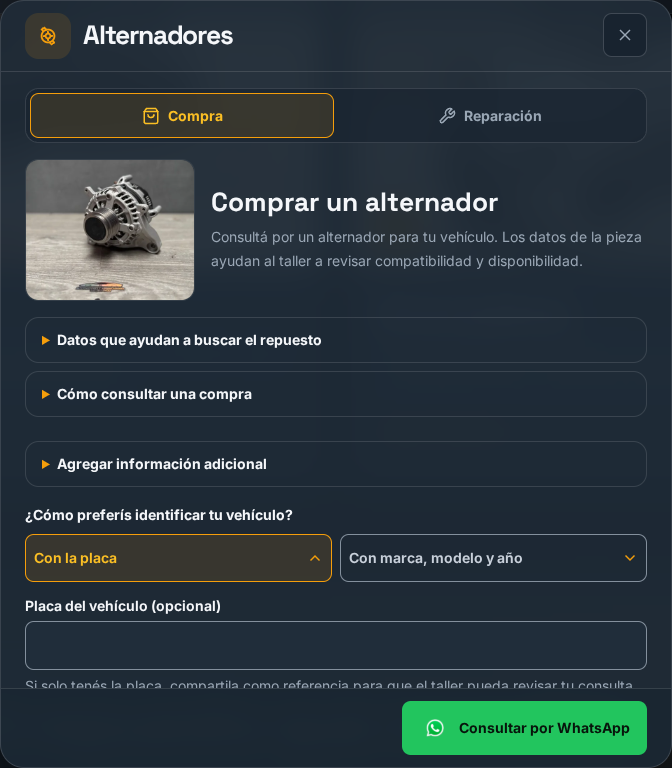 Alternadores
Compra
Reparación
Comprar un alternador
Consultá por un alternador para tu vehículo. Los datos de la pieza
ayudan al taller a revisar compatibilidad y disponibilidad.
Datos que ayudan a buscar el repuesto
Cómo consultar una compra
Agregar información adicional
¿Cómo preferís identificar tu vehículo?
Con la placa
Con marca, modelo y año
Placa del vehículo (opcional)
Si solo tenés la placa, compartila como referencia para que el taller pueda revisar tu consulta.
Consultar por WhatsApp